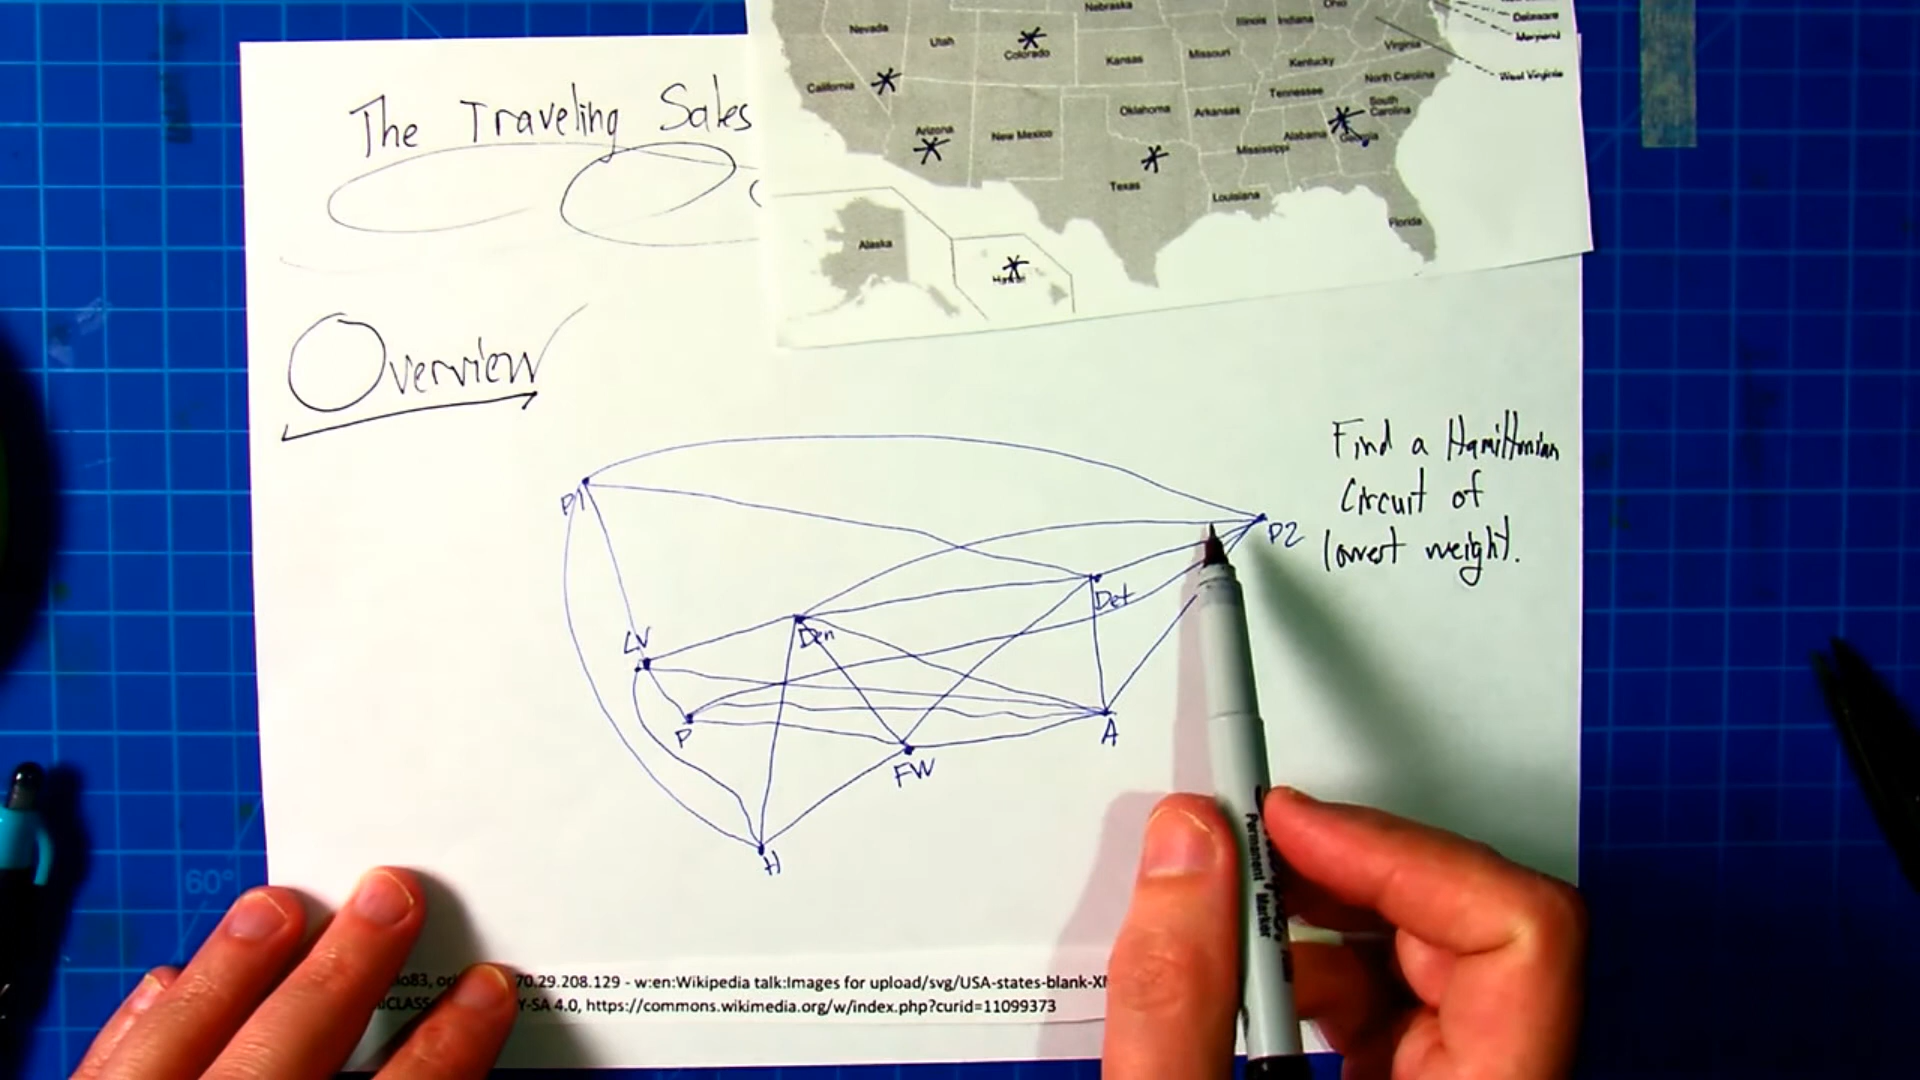 The Traveling Sales
Overview
Nebraska
Illinois
Indiana
Ohio
Delaware
Maryland
West Virginia
Nevada
Utah
Colorado
Kansas
Missouri
Kentucky
Virginia
California
Arizona
New Mexico
Oklahoma
Arkansas
Tennessee
North Carolina
South Carolina
Mississippi
Alabama
Georgia
Texas
Louisiana
Florida
Alaska
Hawaii
P1
P2
Det
LV
Den
P
FW
A
H
Find a Hamiltonian
Circuit of
lowest weight.
Permanent Marker
60°
70.29.208.129 - w:en:Wikipedia talk:Images for upload/svg/USA-states-blank-
Y-SA 4.0, https://commons.wikimedia.org/w/index.php?curid=11099373